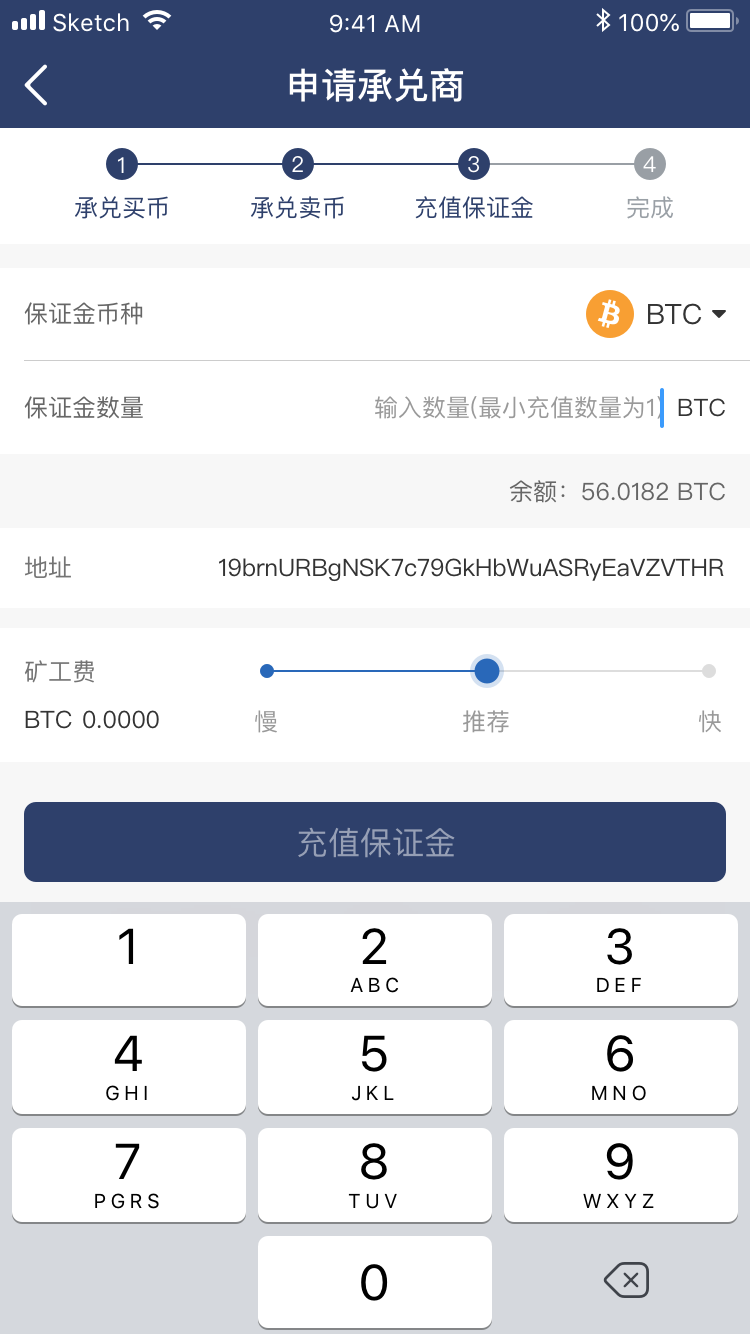 Sketch 9:41 AM 100%
申请承兑商
1 2 3 4
承兑买币 承兑卖币 充值保证金 完成
保证金币种 BTC
保证金数量 输入数量(最小充值数量为1) BTC
余额：56.0182 BTC
地址 19brnURBgNSK7c79GkHbWuASRyEaVZVTHR
矿工费
BTC 0.0000 慢 推荐 快
充值保证金
1 2 3
ABC DEF
4 5 6
GHI JKL MNO
7 8 9
PGRS TUV WXYZ
0